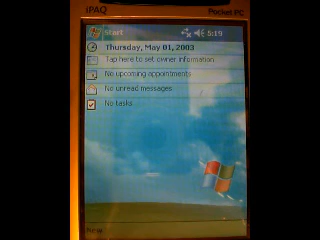 iPAQ Pocket PC
Start 5:19
Thursday, May 01, 2003
Tap here to set owner information
No upcoming appointments
No unread messages
No tasks
New